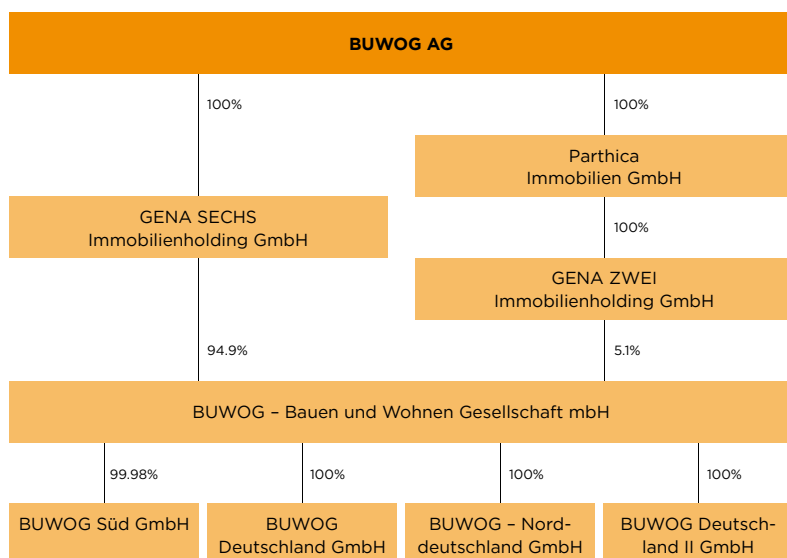 BUWOG AG
100%
100%
Parthica
Immobilien GmbH
GENA SECHS
Immobilienholding GmbH
100%
GENA ZWEI
Immobilienholding GmbH
94.9%
5.1%
BUWOG – Bauen und Wohnen Gesellschaft mbH
99.98%
100%
100%
100%
BUWOG Süd GmbH
BUWOG
Deutschland GmbH
BUWOG – Nord-
deutschland GmbH
BUWOG Deutsch-
land II GmbH